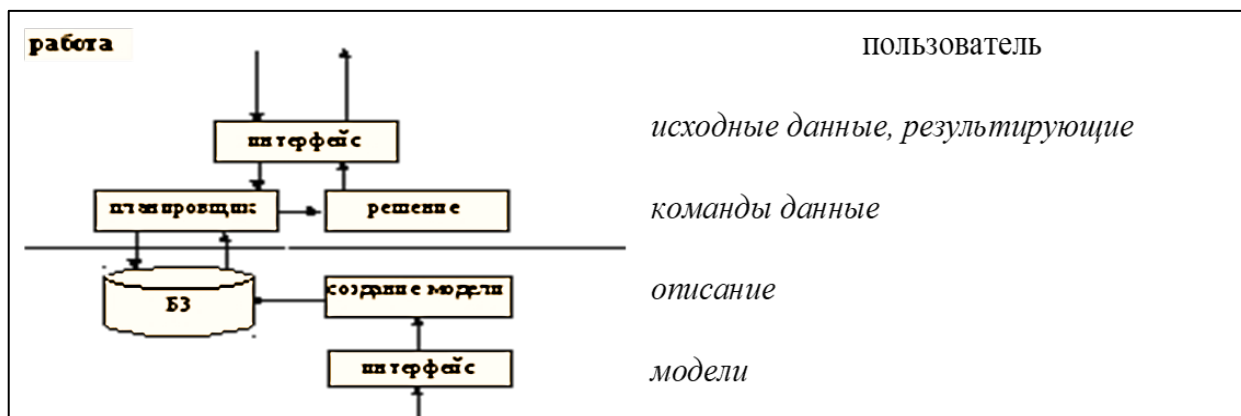 работа
пользователь
исходные данные, результирующие
интерфейс
планировщик
решение
команды данные
БЗ
создание модели
описание
интерфейс
модели